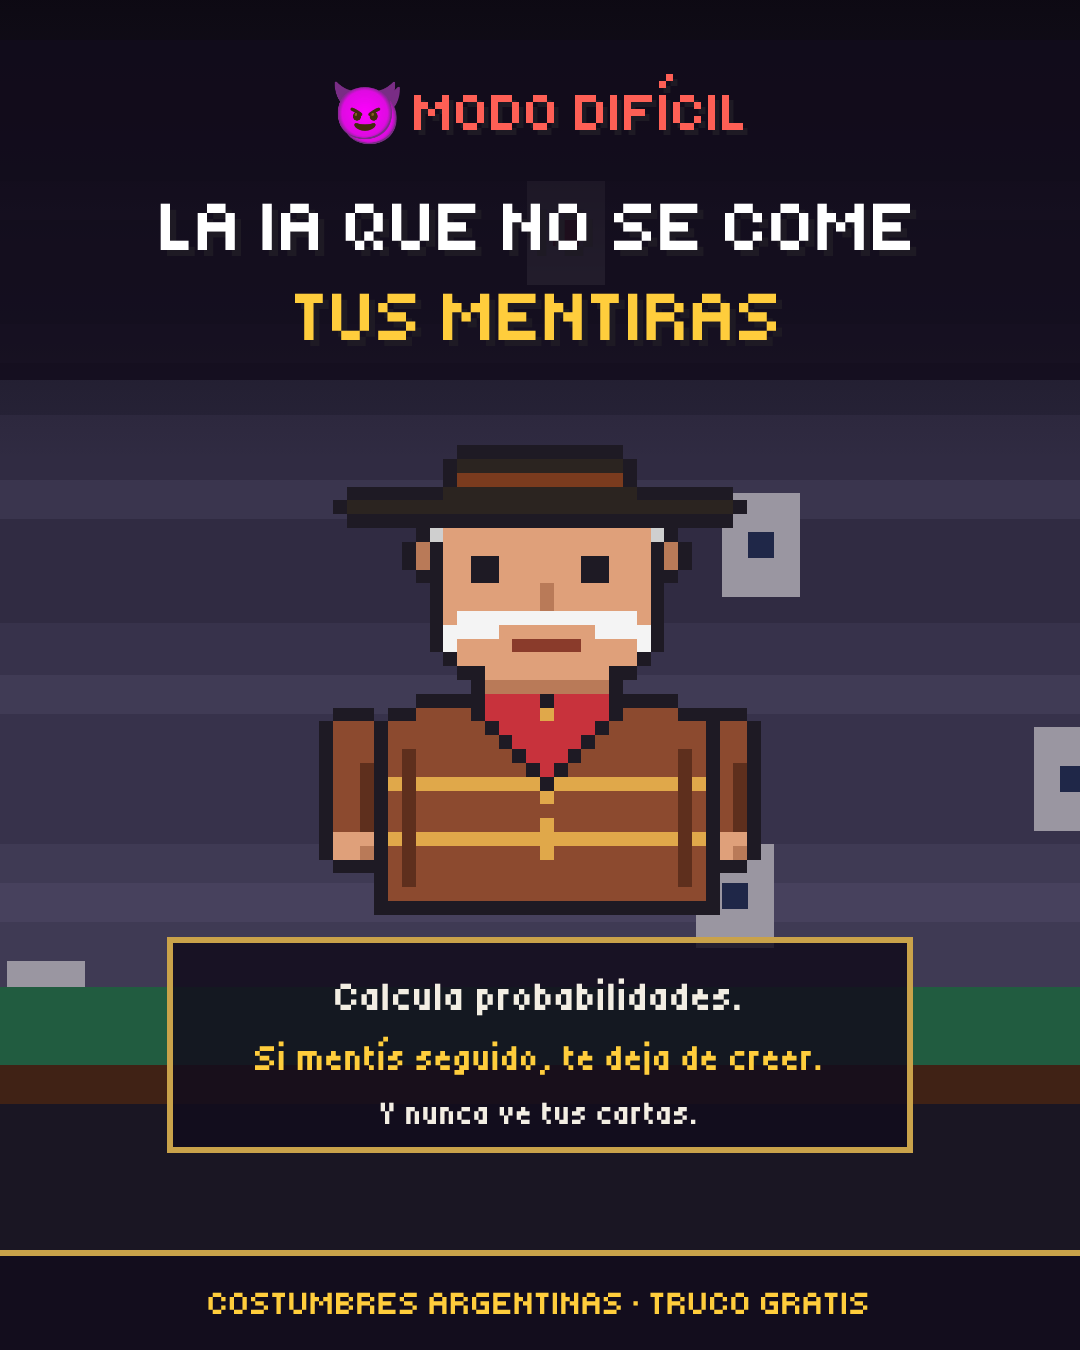 😈 MODO DIFÍCIL
LA IA QUE NO SE COME
TUS MENTIRAS
Calcula probabilidades.
Si mentís seguido, te deja de creer.
Y nunca ve tus cartas.
COSTUMBRES ARGENTINAS · TRUCO GRATIS